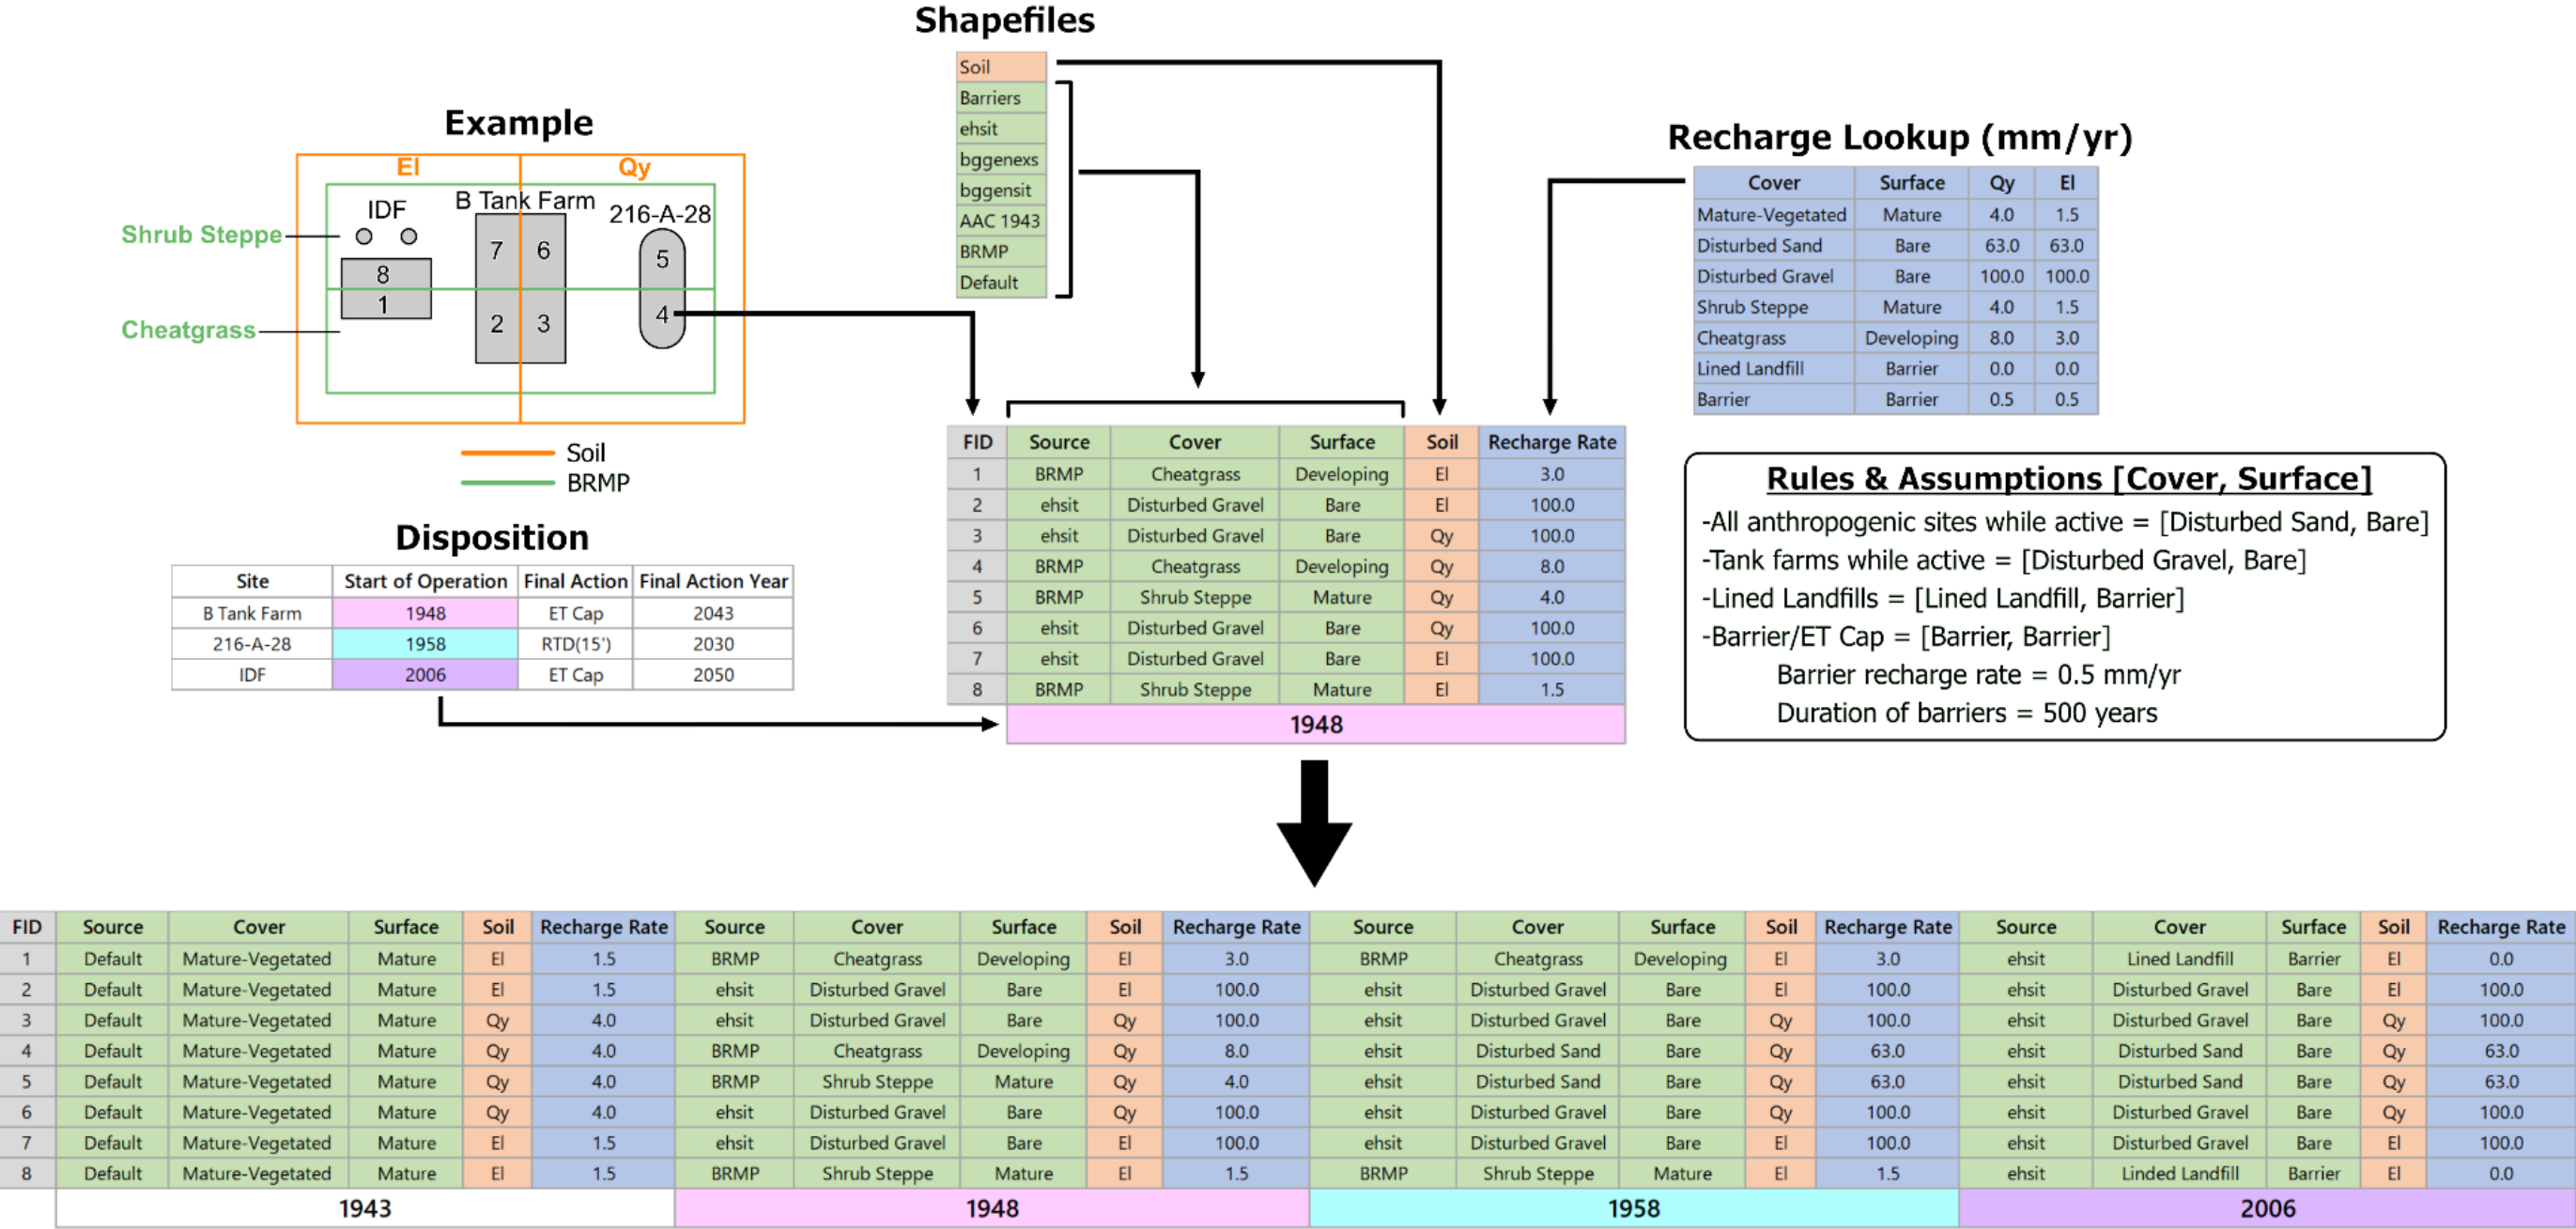 Shapefiles
Soil
Barriers
ehsit
bggenexs
bggensit
AAC 1943
BRMP
Default
Example
El Qy
IDF B Tank Farm 216-A-28
Shrub Steppe
Cheatgrass
7 6 5
8
1
2 3 4
Soil
BRMP
Recharge Lookup (mm/yr)
Cover Surface Qy El
Mature-Vegetated Mature 4.0 1.5
Disturbed Sand Bare 63.0 63.0
Disturbed Gravel Bare 100.0 100.0
Shrub Steppe Mature 4.0 1.5
Cheatgrass Developing 8.0 3.0
Lined Landfill Barrier 0.0 0.0
Barrier Barrier 0.5 0.5
Disposition
Site Start of Operation Final Action Final Action Year
B Tank Farm 1948 ET Cap 2043
216-A-28 1958 RTD(15') 2030
IDF 2006 ET Cap 2050
FID Source Cover Surface Soil Recharge Rate
1 BRMP Cheatgrass Developing El 3.0
2 ehsit Disturbed Gravel Bare El 100.0
3 ehsit Disturbed Gravel Bare Qy 100.0
4 BRMP Cheatgrass Developing Qy 8.0
5 BRMP Shrub Steppe Mature Qy 4.0
6 ehsit Disturbed Gravel Bare Qy 100.0
7 ehsit Disturbed Gravel Bare El 100.0
8 BRMP Shrub Steppe Mature El 1.5
1948
Rules & Assumptions [Cover, Surface]
-All anthropogenic sites while active = [Disturbed Sand, Bare]
-Tank farms while active = [Disturbed Gravel, Bare]
-Lined Landfills = [Lined Landfill, Barrier]
-Barrier/ET Cap = [Barrier, Barrier]
Barrier recharge rate = 0.5 mm/yr
Duration of barriers = 500 years
FID Source Cover Surface Soil Recharge Rate Source Cover Surface Soil Recharge Rate Source Cover Surface Soil Recharge Rate Source Cover Surface Soil Recharge Rate
1 Default Mature-Vegetated Mature El 1.5 BRMP Cheatgrass Developing El 3.0 BRMP Cheatgrass Developing El 3.0 ehsit Lined Landfill Barrier El 0.0
2 Default Mature-Vegetated Mature El 1.5 ehsit Disturbed Gravel Bare El 100.0 ehsit Disturbed Gravel Bare El 100.0 ehsit Disturbed Gravel Bare El 100.0
3 Default Mature-Vegetated Mature Qy 4.0 ehsit Disturbed Gravel Bare Qy 100.0 ehsit Disturbed Gravel Bare Qy 100.0 ehsit Disturbed Gravel Bare Qy 100.0
4 Default Mature-Vegetated Mature Qy 4.0 BRMP Cheatgrass Developing Qy 8.0 ehsit Disturbed Sand Bare Qy 63.0 ehsit Disturbed Sand Bare Qy 63.0
5 Default Mature-Vegetated Mature Qy 4.0 BRMP Shrub Steppe Mature Qy 4.0 ehsit Disturbed Sand Bare Qy 63.0 ehsit Disturbed Sand Bare Qy 63.0
6 Default Mature-Vegetated Mature Qy 4.0 ehsit Disturbed Gravel Bare Qy 100.0 ehsit Disturbed Gravel Bare Qy 100.0 ehsit Disturbed Gravel Bare Qy 100.0
7 Default Mature-Vegetated Mature El 1.5 ehsit Disturbed Gravel Bare El 100.0 ehsit Disturbed Gravel Bare El 100.0 ehsit Disturbed Gravel Bare El 100.0
8 Default Mature-Vegetated Mature El 1.5 BRMP Shrub Steppe Mature El 1.5 BRMP Shrub Steppe Mature El 1.5 ehsit Linded Landfill Barrier El 0.0
1943 1948 1958 2006